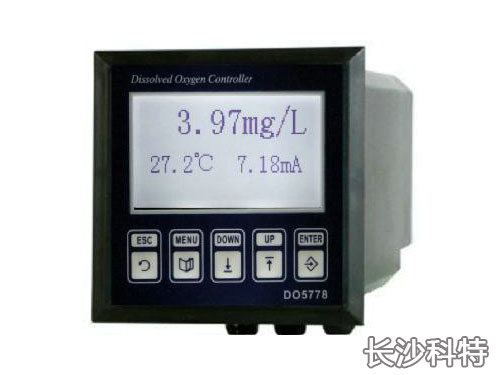 Dissolved Oxygen Controller
3.97mg/L
27.2℃ 7.18mA
ESC MENU DOWN UP ENTER
DO5778
长沙科特